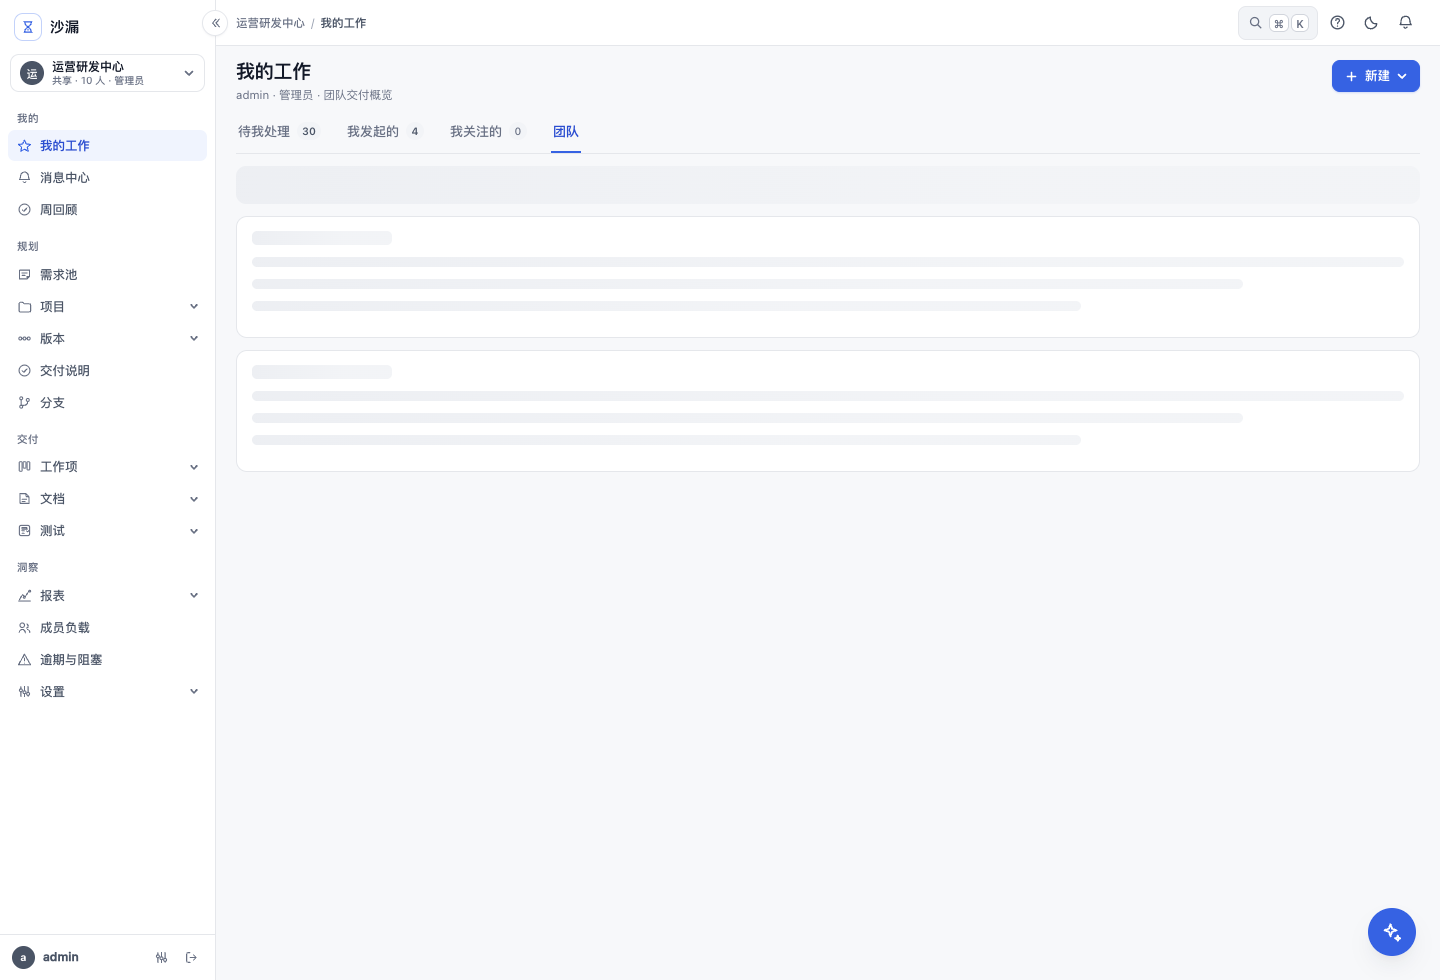 沙漏
运
运营研发中心
共享 · 10 人 · 管理员
我的
我的工作
消息中心
周回顾
规划
需求池
项目
版本
交付说明
分支
交付
工作项
文档
测试
洞察
报表
成员负载
逾期与阻塞
设置
a
admin
运营研发中心 / 我的工作
⌘ K
我的工作
admin · 管理员 · 团队交付概览
新建
待我处理 30 我发起的 4 我关注的 0 团队